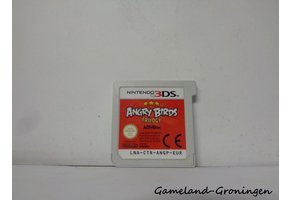 NINTENDO 3DS
ANGRY BIRDS
TRILOGY
ACTIVISION
CE
LNA-CTR-ANGP-EUR
Gameland-Groningen